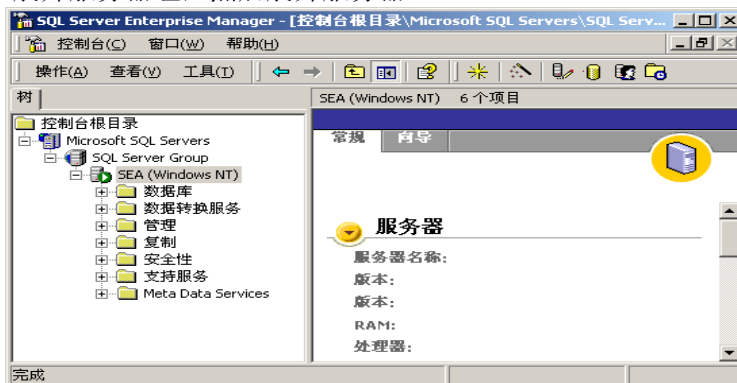 SQL Server Enterprise Manager - [控制台根目录\Microsoft SQL Servers\SQL Serv...
控制台(C) 窗口(W) 帮助(H)
操作(A) 查看(V) 工具(T)
树
SEA (Windows NT) 6 个项目
控制台根目录
Microsoft SQL Servers
SQL Server Group
SEA (Windows NT)
数据库
数据转换服务
管理
复制
安全性
支持服务
Meta Data Services
常规 向导
服务器
服务器名称:
版本:
版本:
RAM:
处理器:
完成